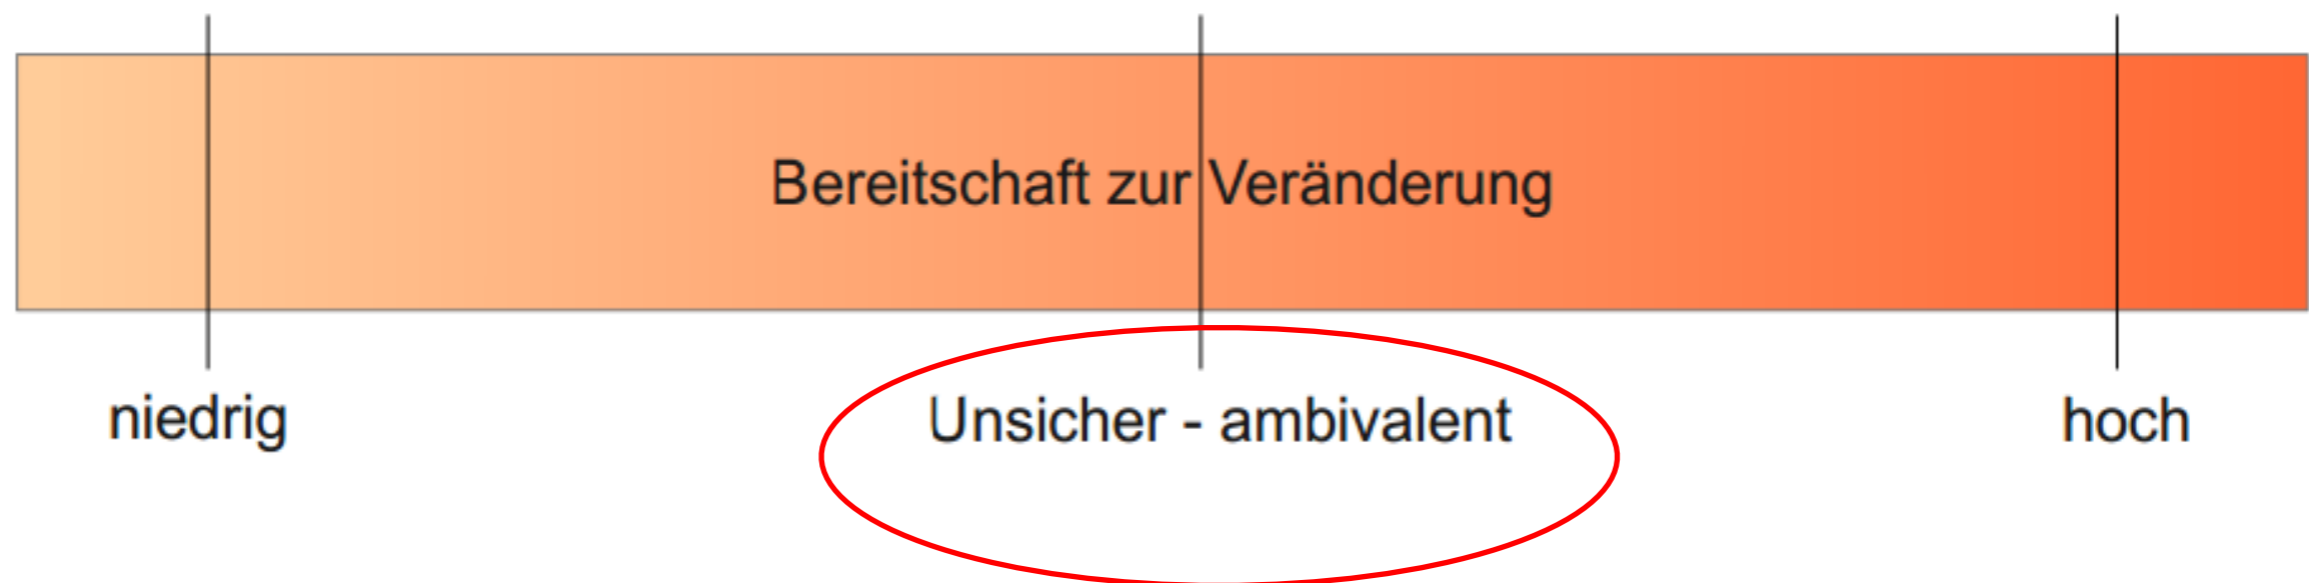 Bereitschaft zur Veränderung
niedrig
Unsicher - ambivalent
hoch